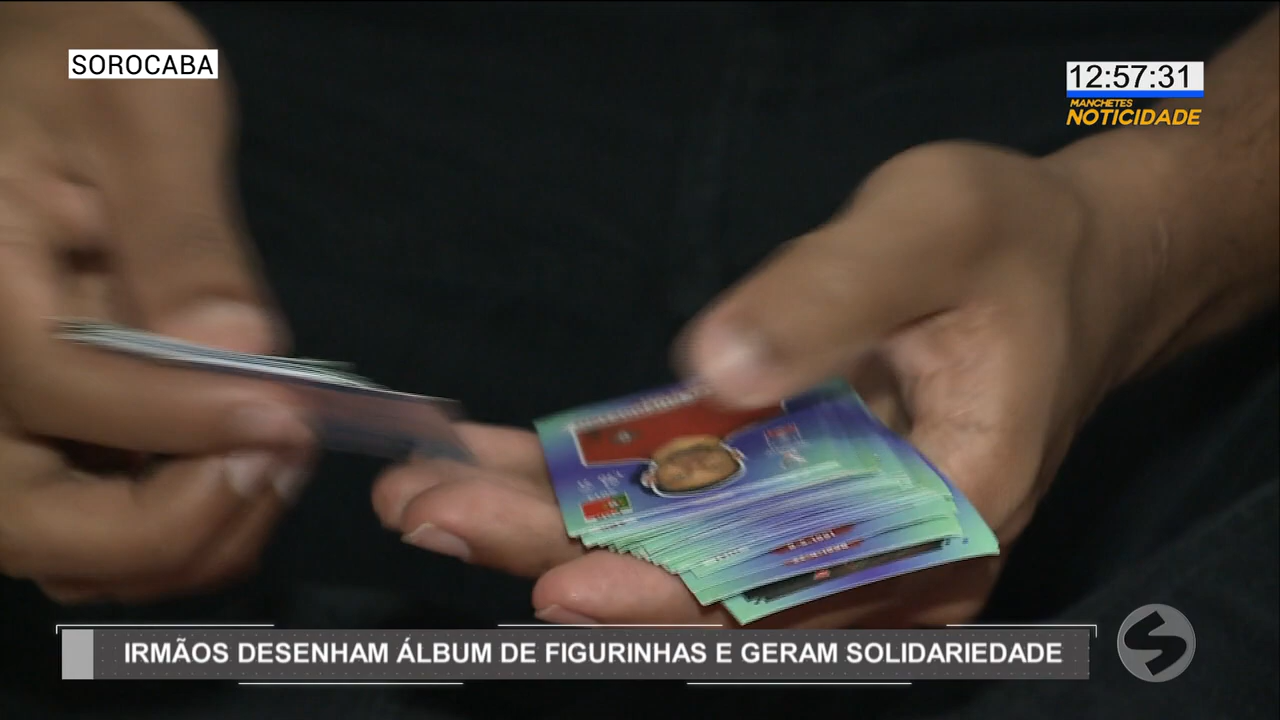 SOROCABA
12:57:31
MANCHETES
NOTICIDADE
IRMÃOS DESENHAM ÁLBUM DE FIGURINHAS E GERAM SOLIDARIEDADE